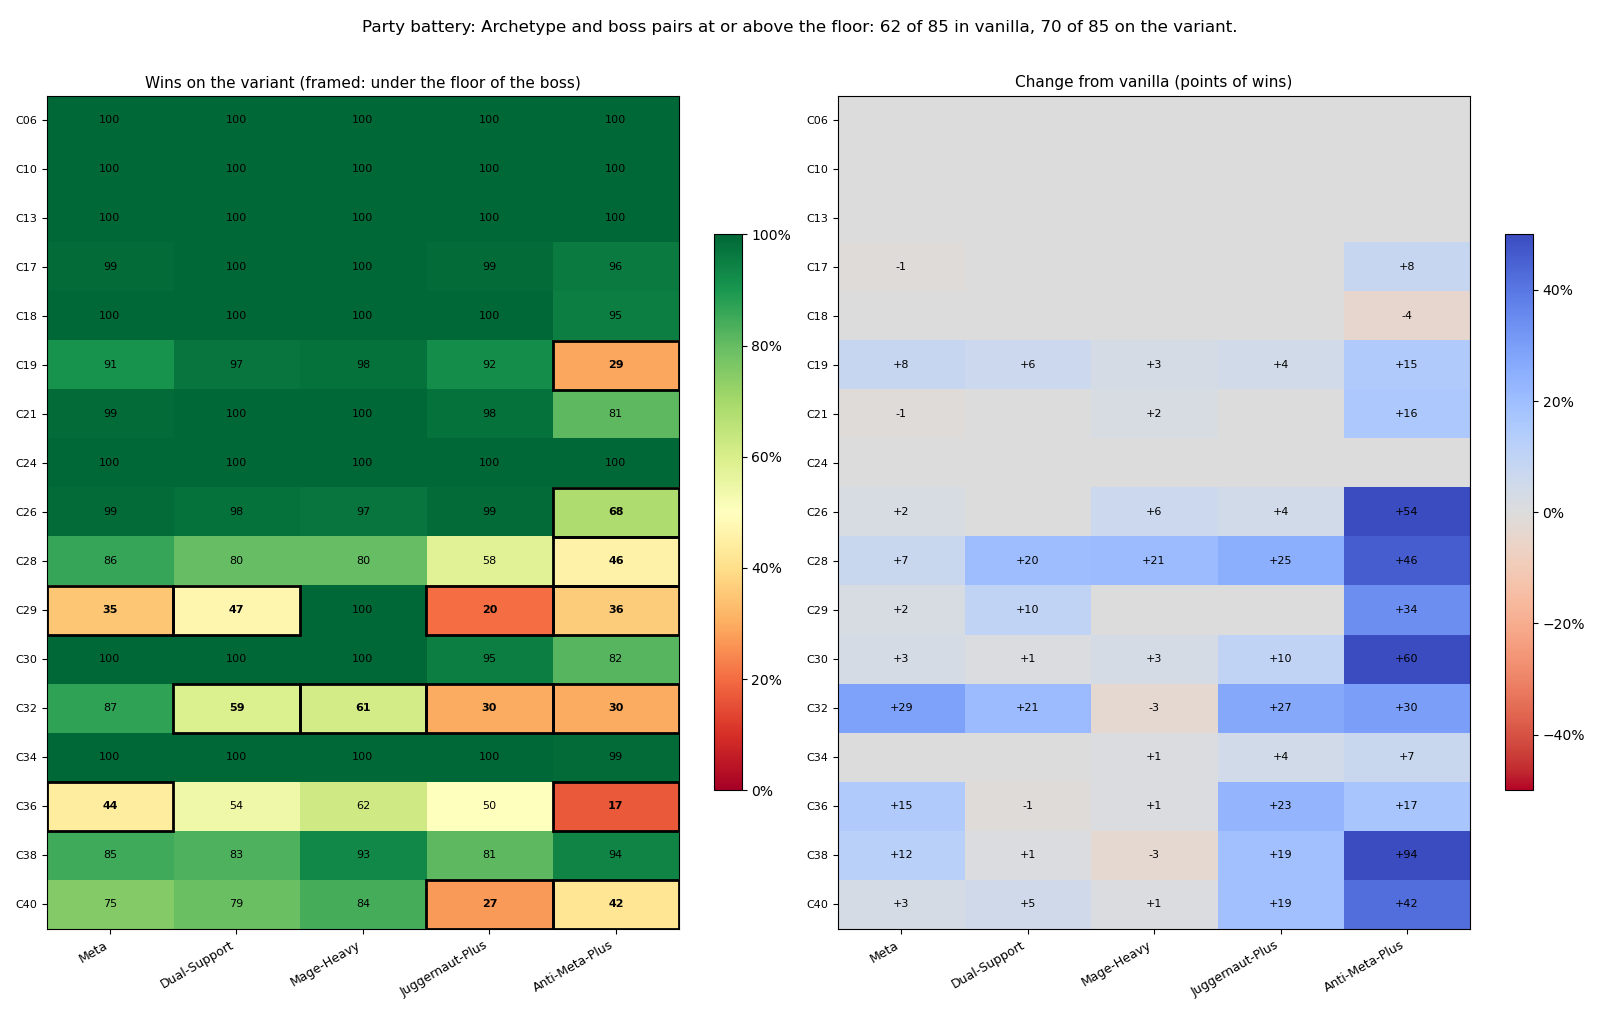 Party battery: Archetype and boss pairs at or above the floor: 62 of 85 in vanilla, 70 of 85 on the variant.
Wins on the variant (framed: under the floor of the boss)
C06 100 100 100 100 100
C10 100 100 100 100 100
C13 100 100 100 100 100
C17 99 100 100 99 96
C18 100 100 100 100 95
C19 91 97 98 92 29
C21 99 100 100 98 81
C24 100 100 100 100 100
C26 99 98 97 99 68
C28 86 80 80 58 46
C29 35 47 100 20 36
C30 100 100 100 95 82
C32 87 59 61 30 30
C34 100 100 100 100 99
C36 44 54 62 50 17
C38 85 83 93 81 94
C40 75 79 84 27 42
Meta Dual-Support Mage-Heavy Juggernaut-Plus Anti-Meta-Plus
100%
80%
60%
40%
20%
0%
Change from vanilla (points of wins)
C06
C10
C13
C17 -1 +8
C18 -4
C19 +8 +6 +3 +4 +15
C21 -1 +2 +16
C24
C26 +2 +6 +4 +54
C28 +7 +20 +21 +25 +46
C29 +2 +10 +34
C30 +3 +1 +3 +10 +60
C32 +29 +21 -3 +27 +30
C34 +1 +4 +7
C36 +15 -1 +1 +23 +17
C38 +12 +1 -3 +19 +94
C40 +3 +5 +1 +19 +42
Meta Dual-Support Mage-Heavy Juggernaut-Plus Anti-Meta-Plus
40%
20%
0%
−20%
−40%